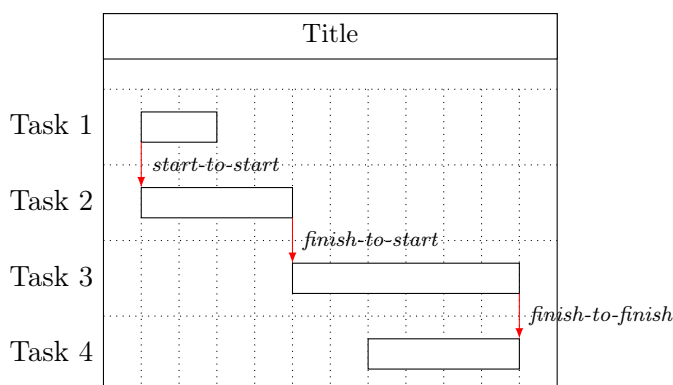 Title
Task 1
start-to-start
Task 2
finish-to-start
Task 3
finish-to-finish
Task 4